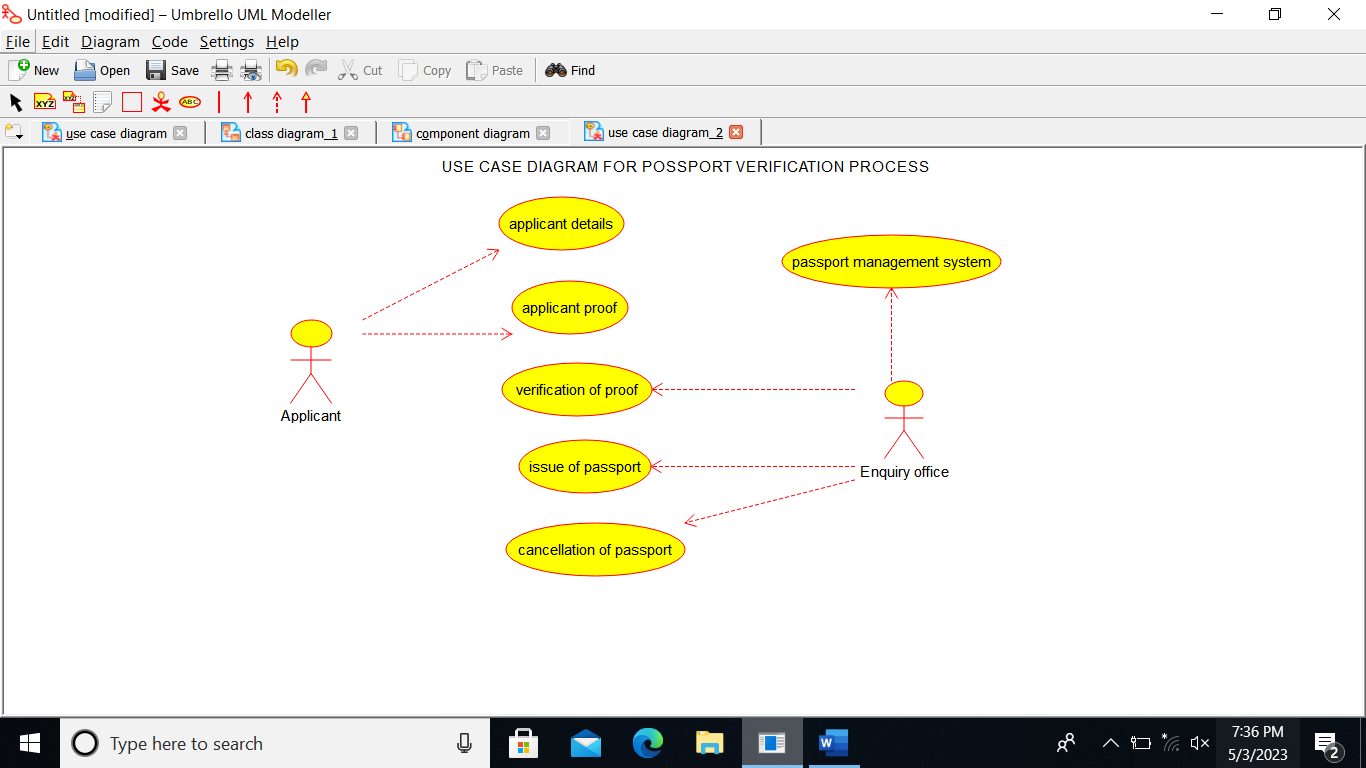 Untitled [modified] – Umbrello UML Modeller
File Edit Diagram Code Settings Help
New Open Save Cut Copy Paste Find
XYZ XYZ ABC
use case diagram class diagram_1 component diagram use case diagram_2
USE CASE DIAGRAM FOR POSSPORT VERIFICATION PROCESS
applicant details
passport management system
applicant proof
verification of proof
Applicant
issue of passport
Enquiry office
cancellation of passport
Type here to search
W
7:36 PM
5/3/2023
2